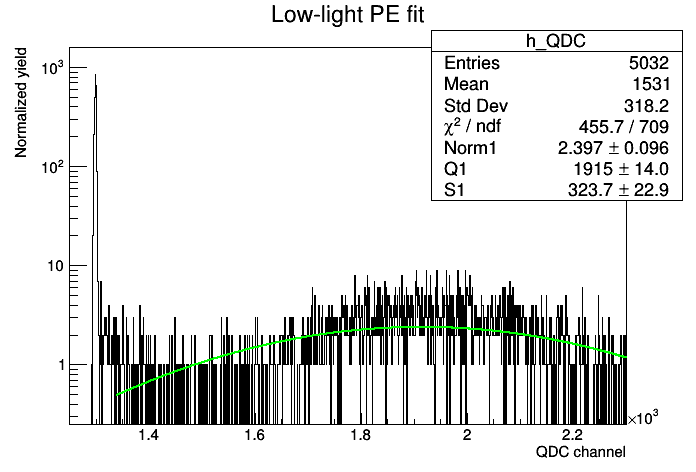 Low-light PE fit
h_QDC
Entries 5032
Mean 1531
Std Dev 318.2
χ² / ndf 455.7 / 709
Norm1 2.397 ± 0.096
Q1 1915 ± 14.0
S1 323.7 ± 22.9
Normalized yield
10³
10²
10
1
1.4 1.6 1.8 2 2.2
×10³
QDC channel